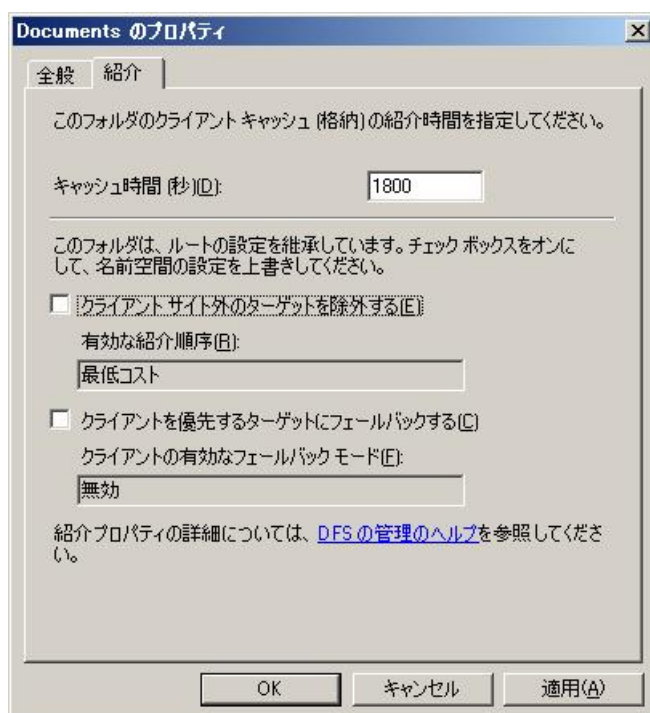 Documents のプロパティ
全般
紹介
このフォルダのクライアント キャッシュ (格納) の紹介時間を指定してください。
キャッシュ時間 (秒)(D):
1800
このフォルダは、ルートの設定を継承しています。チェック ボックスをオンに
して、名前空間の設定を上書きしてください。
クライアント サイト外のターゲットを除外する(E)
有効な紹介順序(R):
最低コスト
クライアントを優先するターゲットにフェールバックする(C)
クライアントの有効なフェールバック モード(F):
無効
紹介プロパティの詳細については、DFS の管理のヘルプを参照してくださ
い。
OK
キャンセル
適用(A)